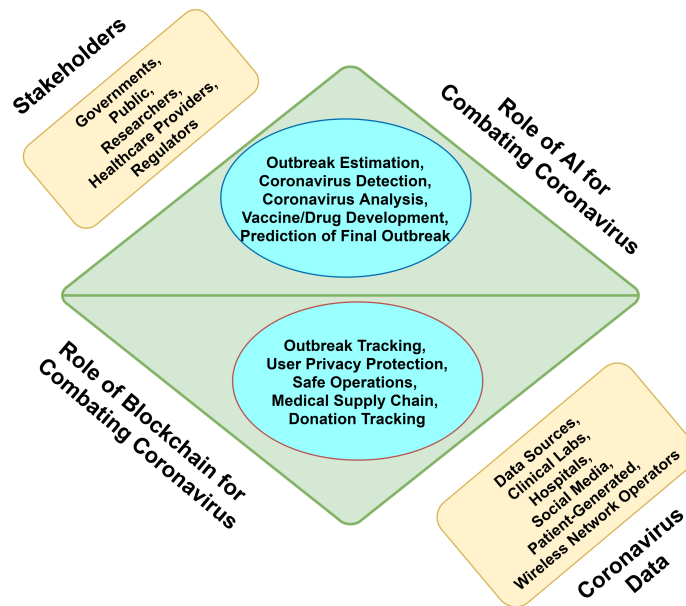 Stakeholders
Governments,
Public,
Researchers,
Healthcare Providers,
Regulators
Role of AI for
Combating Coronavirus
Outbreak Estimation,
Coronavirus Detection,
Coronavirus Analysis,
Vaccine/Drug Development,
Prediction of Final Outbreak
Role of Blockchain for
Combating Coronavirus
Outbreak Tracking,
User Privacy Protection,
Safe Operations,
Medical Supply Chain,
Donation Tracking
Data Sources,
Clinical Labs,
Hospitals,
Social Media,
Patient-Generated,
Wireless Network Operators
Coronavirus
Data